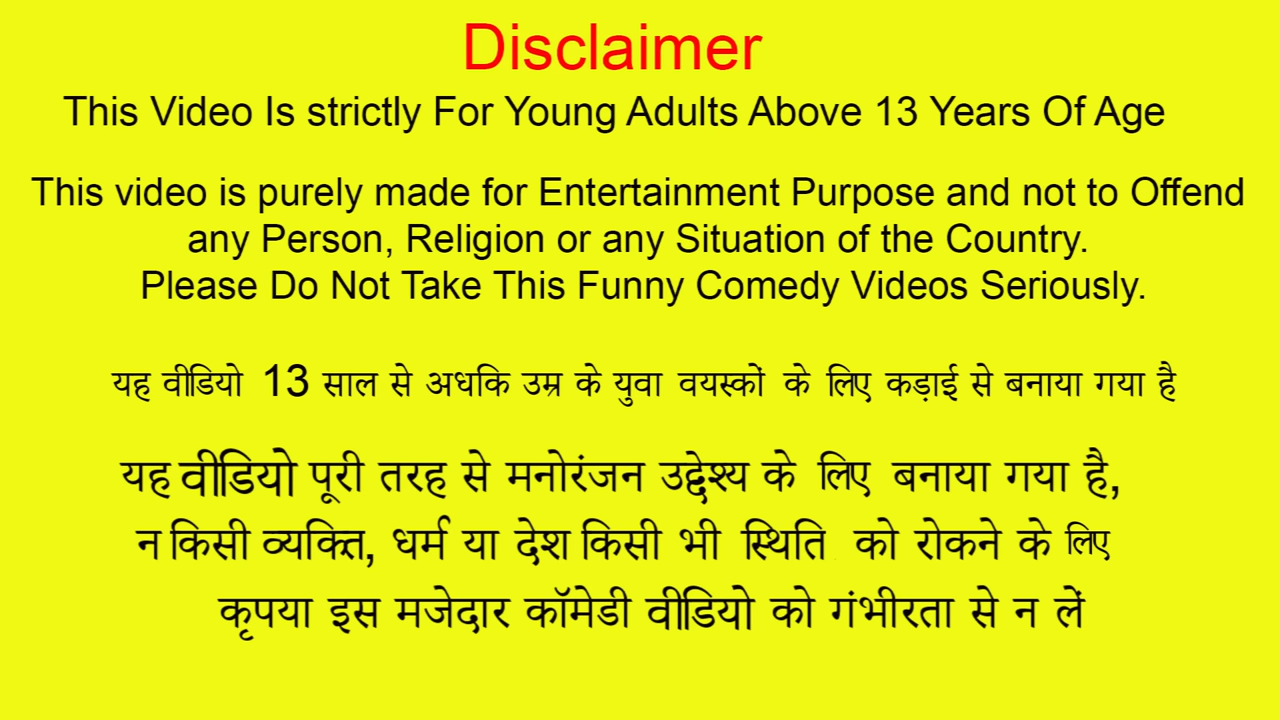 Disclaimer
This Video Is strictly For Young Adults Above 13 Years Of Age
This video is purely made for Entertainment Purpose and not to Offend
any Person, Religion or any Situation of the Country.
Please Do Not Take This Funny Comedy Videos Seriously.
यह वीडियो 13 साल से अधकि उम्र के युवा वयस्कों के लिए कड़ाई से बनाया गया है
यह वीडियो पूरी तरह से मनोरंजन उद्देश्य के लिए बनाया गया है,
न किसी व्यक्ति, धर्म या देश किसी भी स्थिति को रोकने के लिए
कृपया इस मजेदार कॉमेडी वीडियो को गंभीरता से न लें